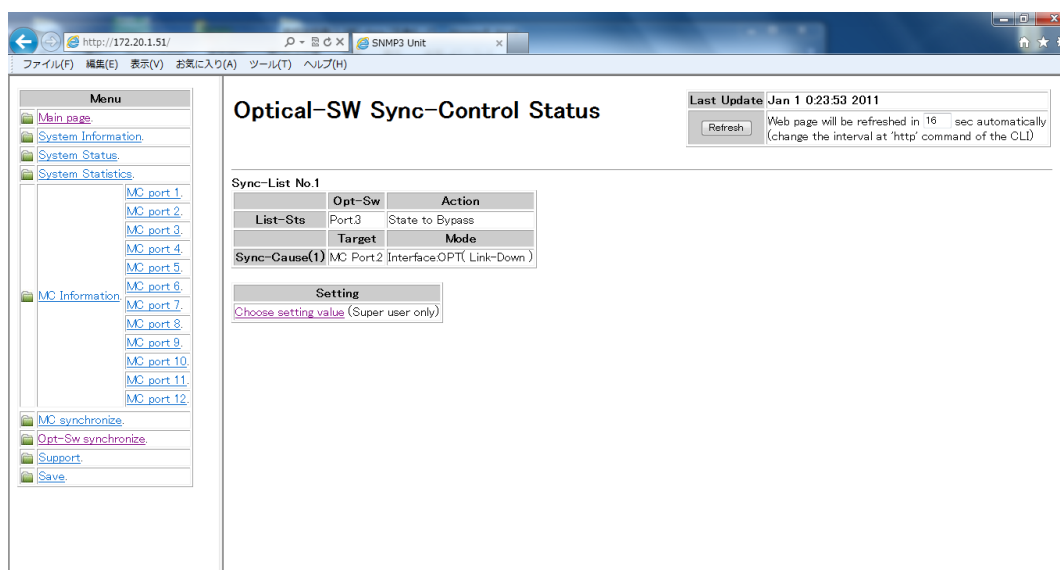 http://172.20.1.51/
SNMP3 Unit
ファイル(F) 編集(E) 表示(V) お気に入り(A) ツール(T) ヘルプ(H)
Menu
Main page.
System Information.
System Status.
System Statistics.
MC Information.
MC port 1.
MC port 2.
MC port 3.
MC port 4.
MC port 5.
MC port 6.
MC port 7.
MC port 8.
MC port 9.
MC port 10.
MC port 11.
MC port 12.
MC synchronize.
Opt-Sw synchronize.
Support.
Save.
Optical-SW Sync-Control Status
Last Update Jan 1 0:23:53 2011
Refresh
Web page will be refreshed in 16 sec automatically
(change the interval at 'http' command of the CLI)
Sync-List No.1
Opt-Sw Action
List-Sts Port.3 State to Bypass
Target Mode
Sync-Cause(1) MC Port.2 Interface:OPT( Link-Down )
Setting
Choose setting value (Super user only)